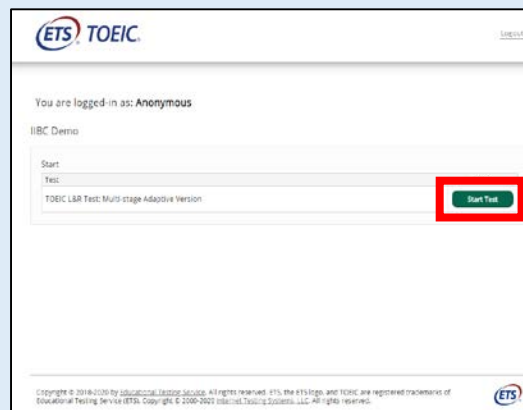 ETS TOEIC.
Logout
You are logged-in as: Anonymous
IIBC Demo
Start
Test
TOEIC L&R Test: Multi-stage Adaptive Version
Start Test
Copyright © 2018-2020 by Educational Testing Service. All rights reserved. ETS, the ETS logo, and TOEIC are registered trademarks of
Educational Testing Service (ETS). Copyright © 2000-2020 Internet Testing Systems, LLC. All rights reserved.
ETS